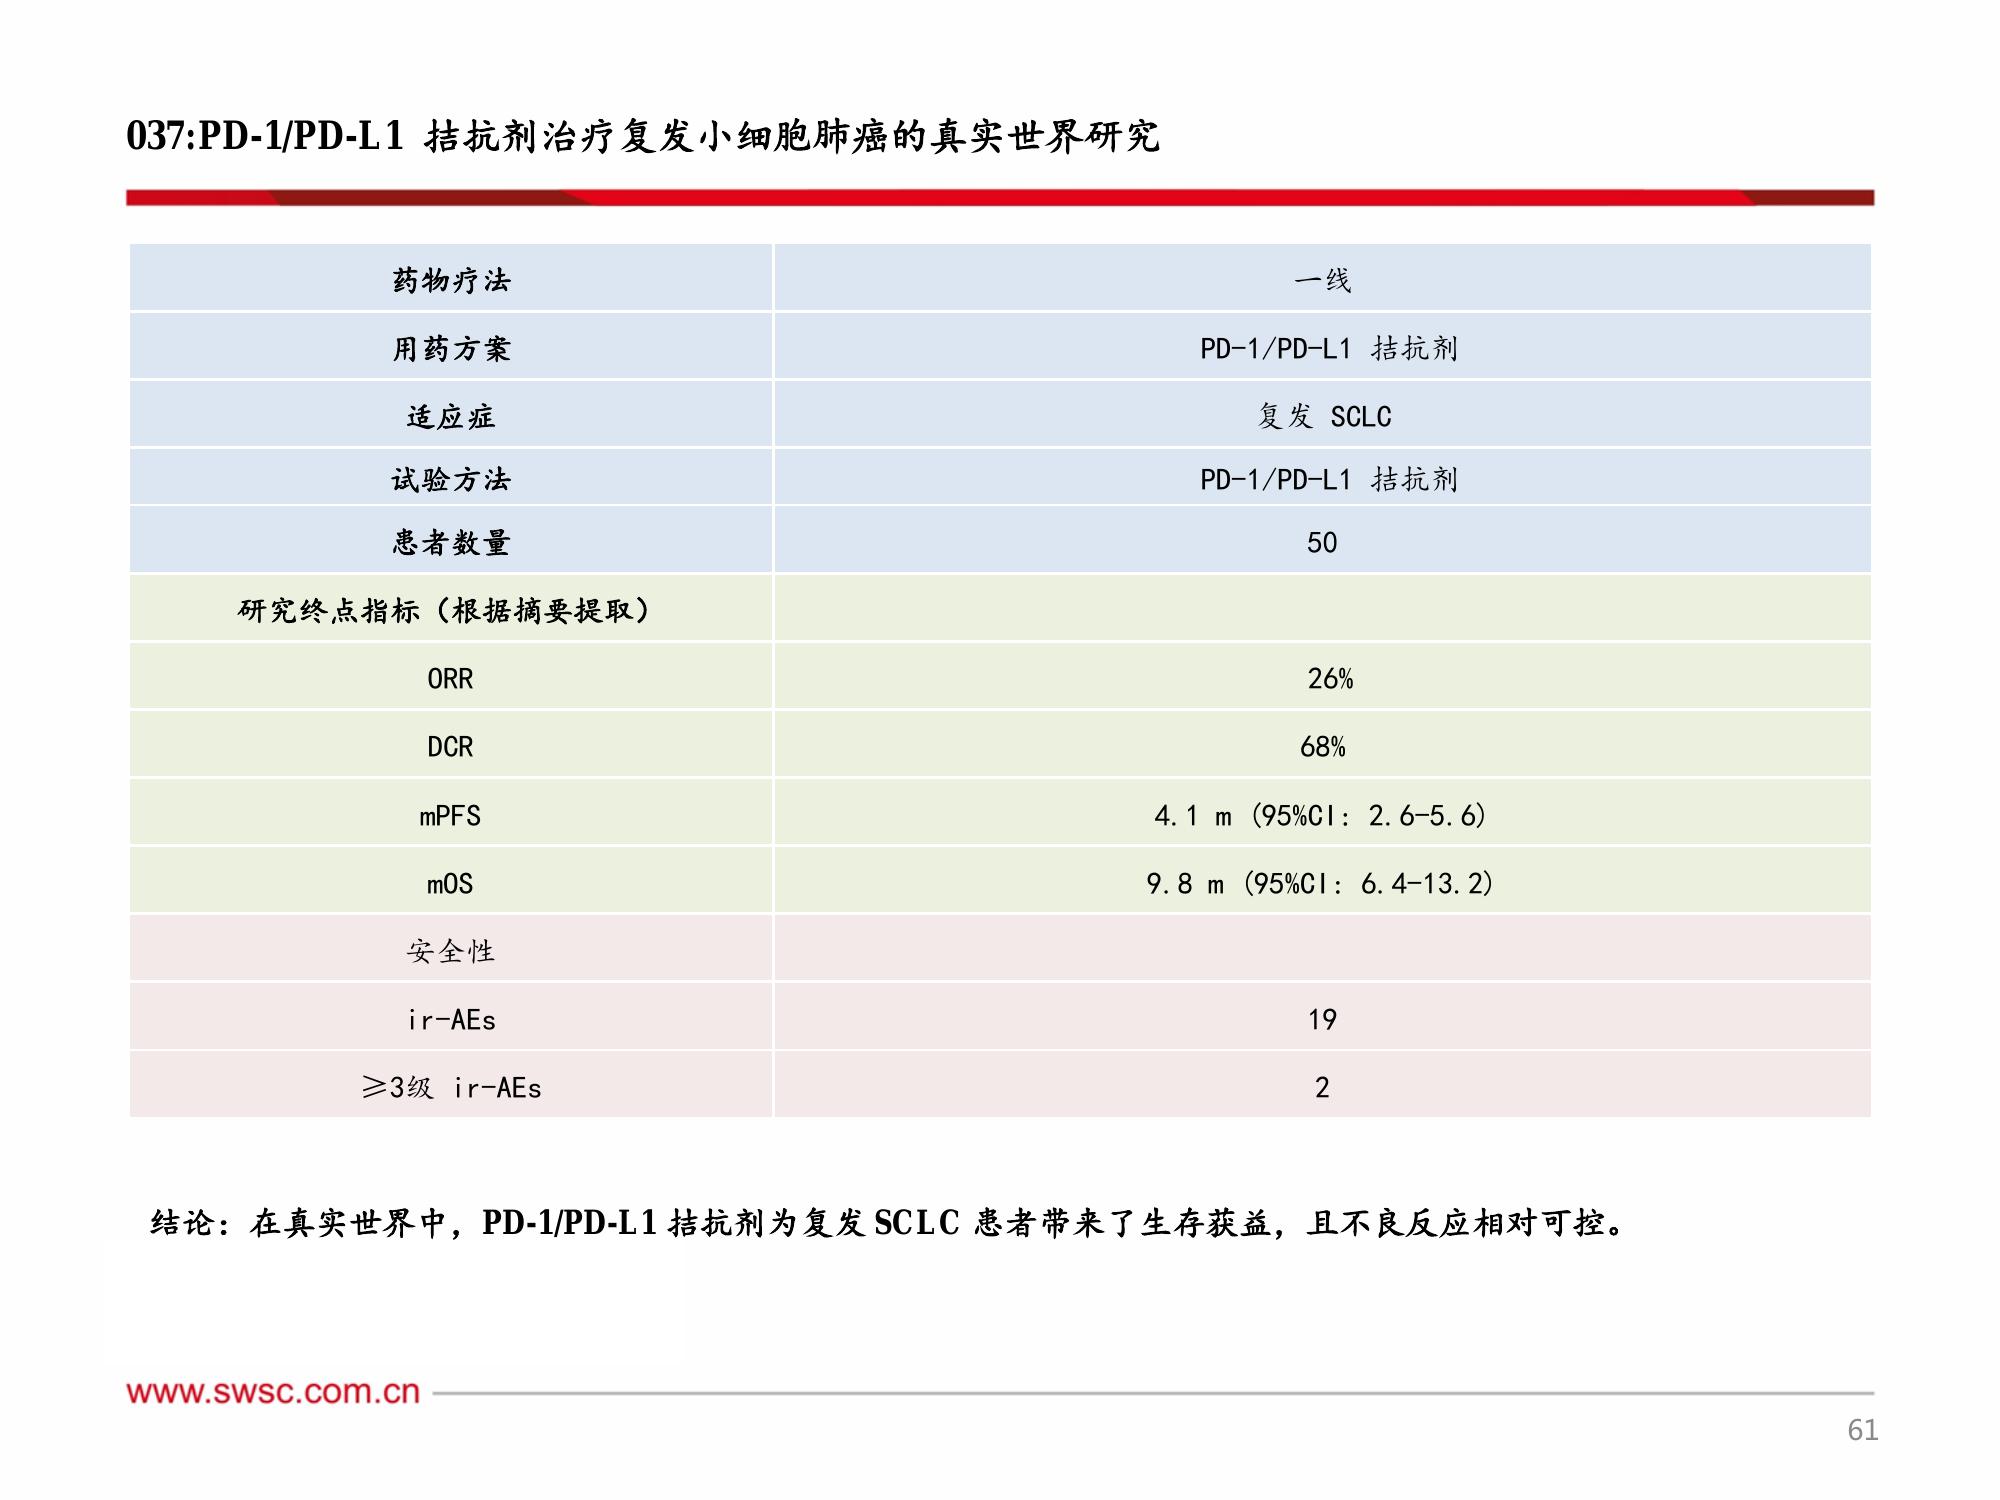 037:PD-1/PD-L1 拮抗剂治疗复发小细胞肺癌的真实世界研究
药物疗法 一线
用药方案 PD-1/PD-L1 拮抗剂
适应症 复发 SCLC
试验方法 PD-1/PD-L1 拮抗剂
患者数量 50
研究终点指标（根据摘要提取）
ORR 26%
DCR 68%
mPFS 4.1 m (95%CI: 2.6-5.6)
mOS 9.8 m (95%CI: 6.4-13.2)
安全性
ir-AEs 19
≥3级 ir-AEs 2
结论：在真实世界中，PD-1/PD-L1 拮抗剂为复发 SCLC 患者带来了生存获益，且不良反应相对可控。
www.swsc.com.cn
61